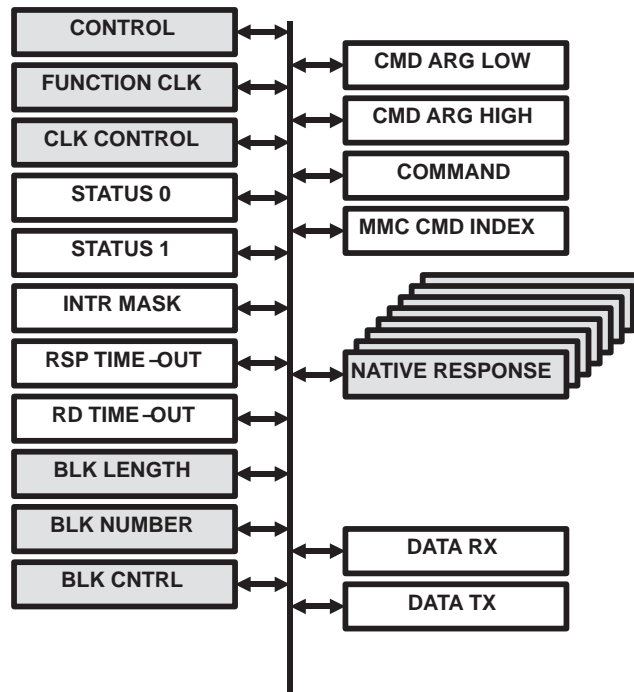 CONTROL
FUNCTION CLK
CLK CONTROL
STATUS 0
STATUS 1
INTR MASK
RSP TIME-OUT
RD TIME-OUT
BLK LENGTH
BLK NUMBER
BLK CNTRL
CMD ARG LOW
CMD ARG HIGH
COMMAND
MMC CMD INDEX
NATIVE RESPONSE
DATA RX
DATA TX